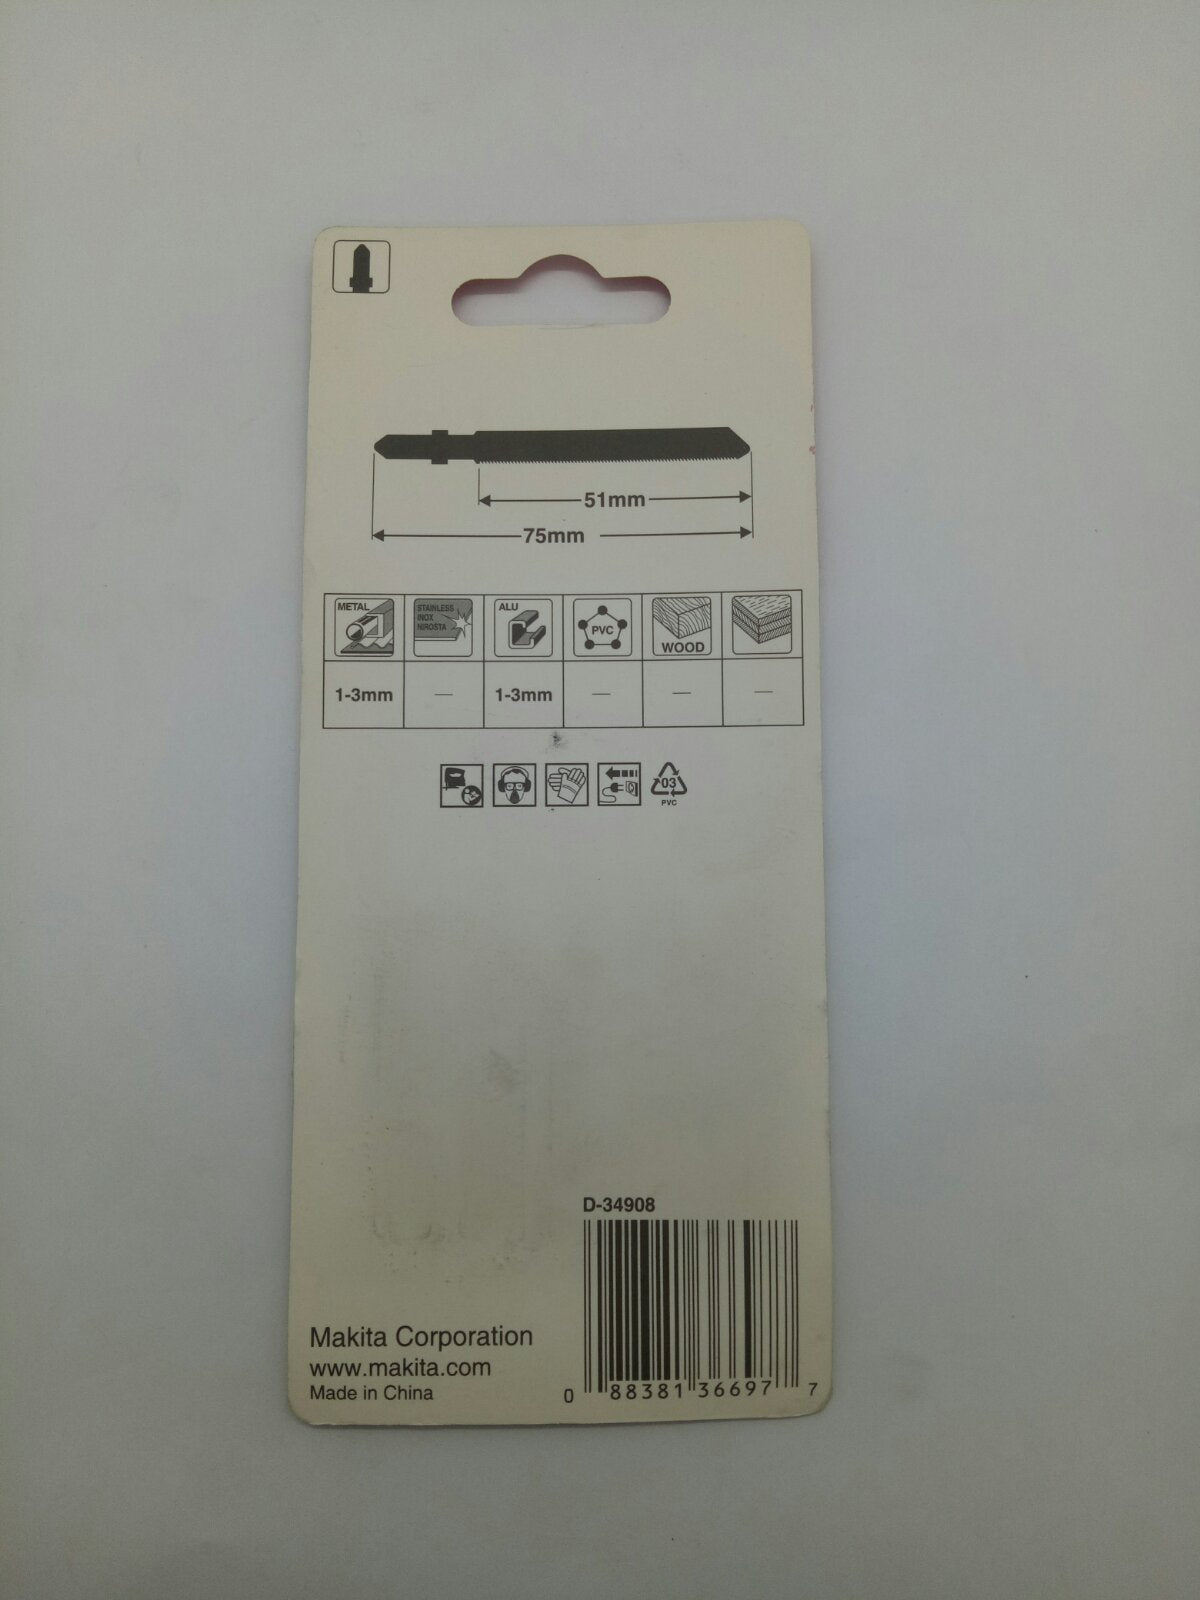 51mm
75mm
METAL STAINLESS INOX NIROSTA ALU PVC WOOD
1-3mm — 1-3mm — — —
03
PVC
D-34908
0 88381 36697 7
Makita Corporation
www.makita.com
Made in China